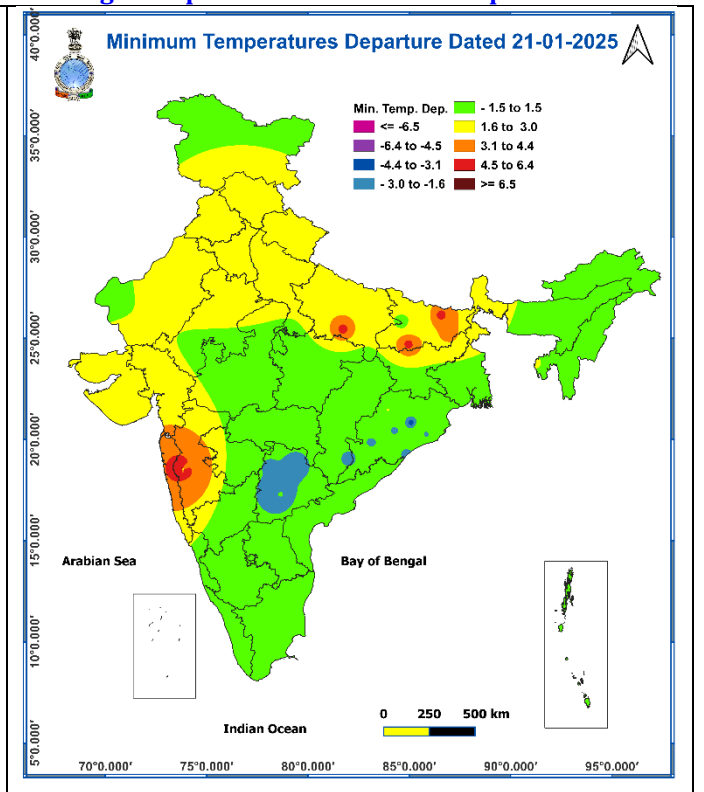 Minimum Temperatures Departure Dated 21-01-2025
Min. Temp. Dep.
<= -6.5
-6.4 to -4.5
-4.4 to -3.1
- 3.0 to -1.6
- 1.5 to 1.5
1.6 to 3.0
3.1 to 4.4
4.5 to 6.4
>= 6.5
40°0.000'
35°0.000'
30°0.000'
25°0.000'
20°0.000'
15°0.000'
10°0.000'
5°0.000'
Arabian Sea
Bay of Bengal
Indian Ocean
0 250 500 km
70°0.000' 75°0.000' 80°0.000' 85°0.000' 90°0.000' 95°0.000'